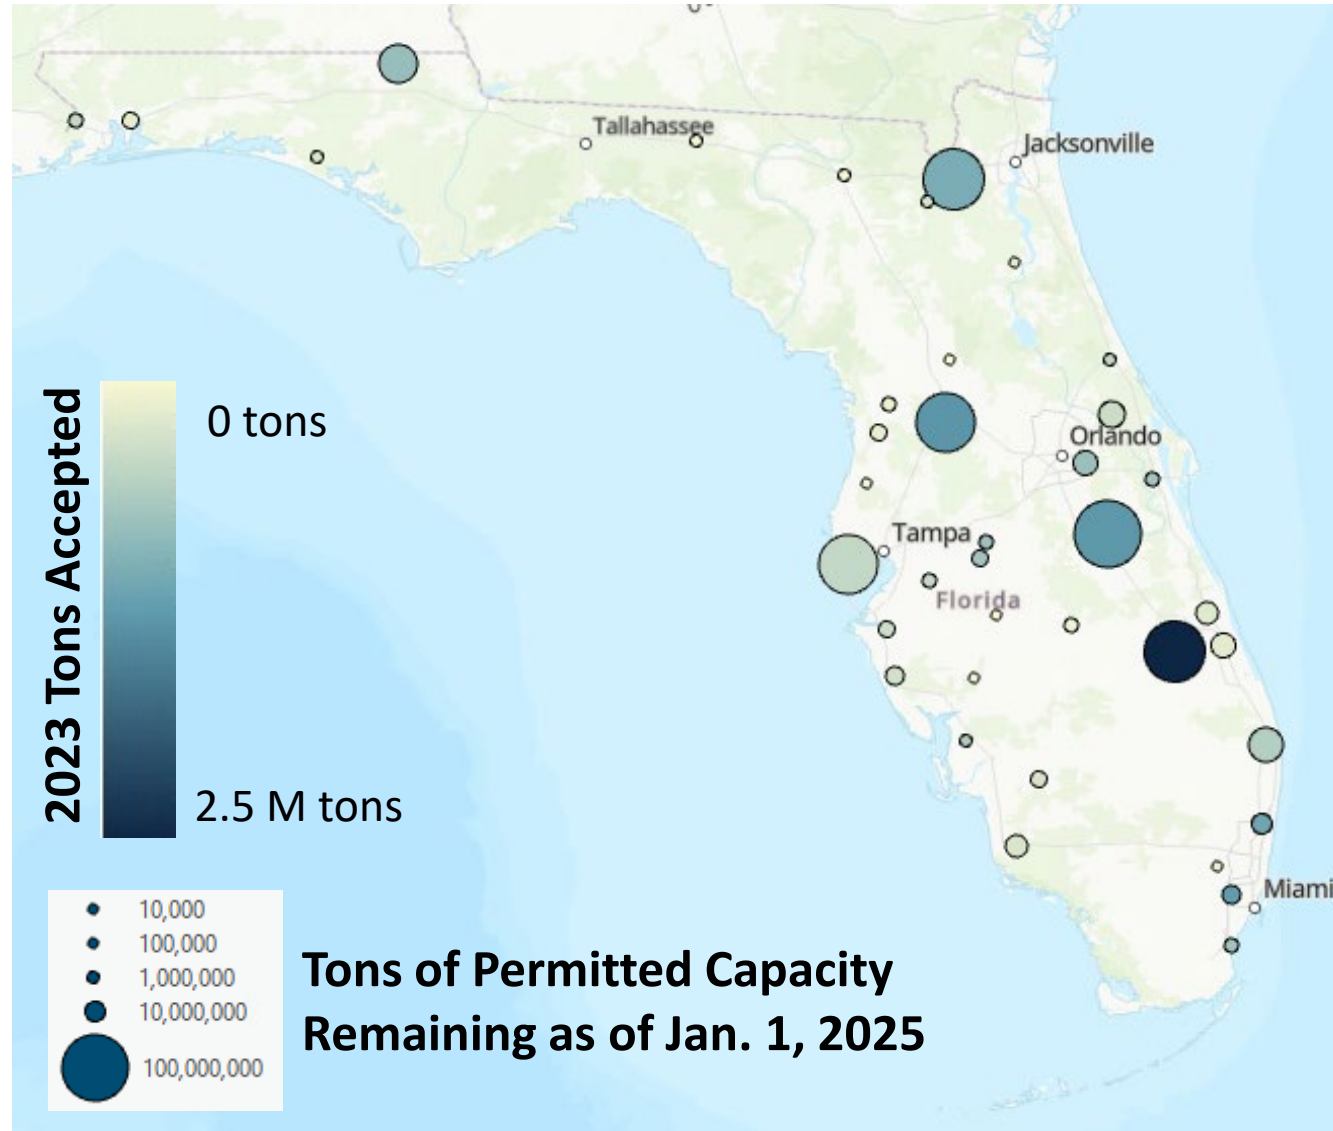 Tallahassee
Jacksonville
Orlando
Tampa
Florida
Miami
2023 Tons Accepted
0 tons
2.5 M tons
10,000
100,000
1,000,000
10,000,000
100,000,000
Tons of Permitted Capacity
Remaining as of Jan. 1, 2025